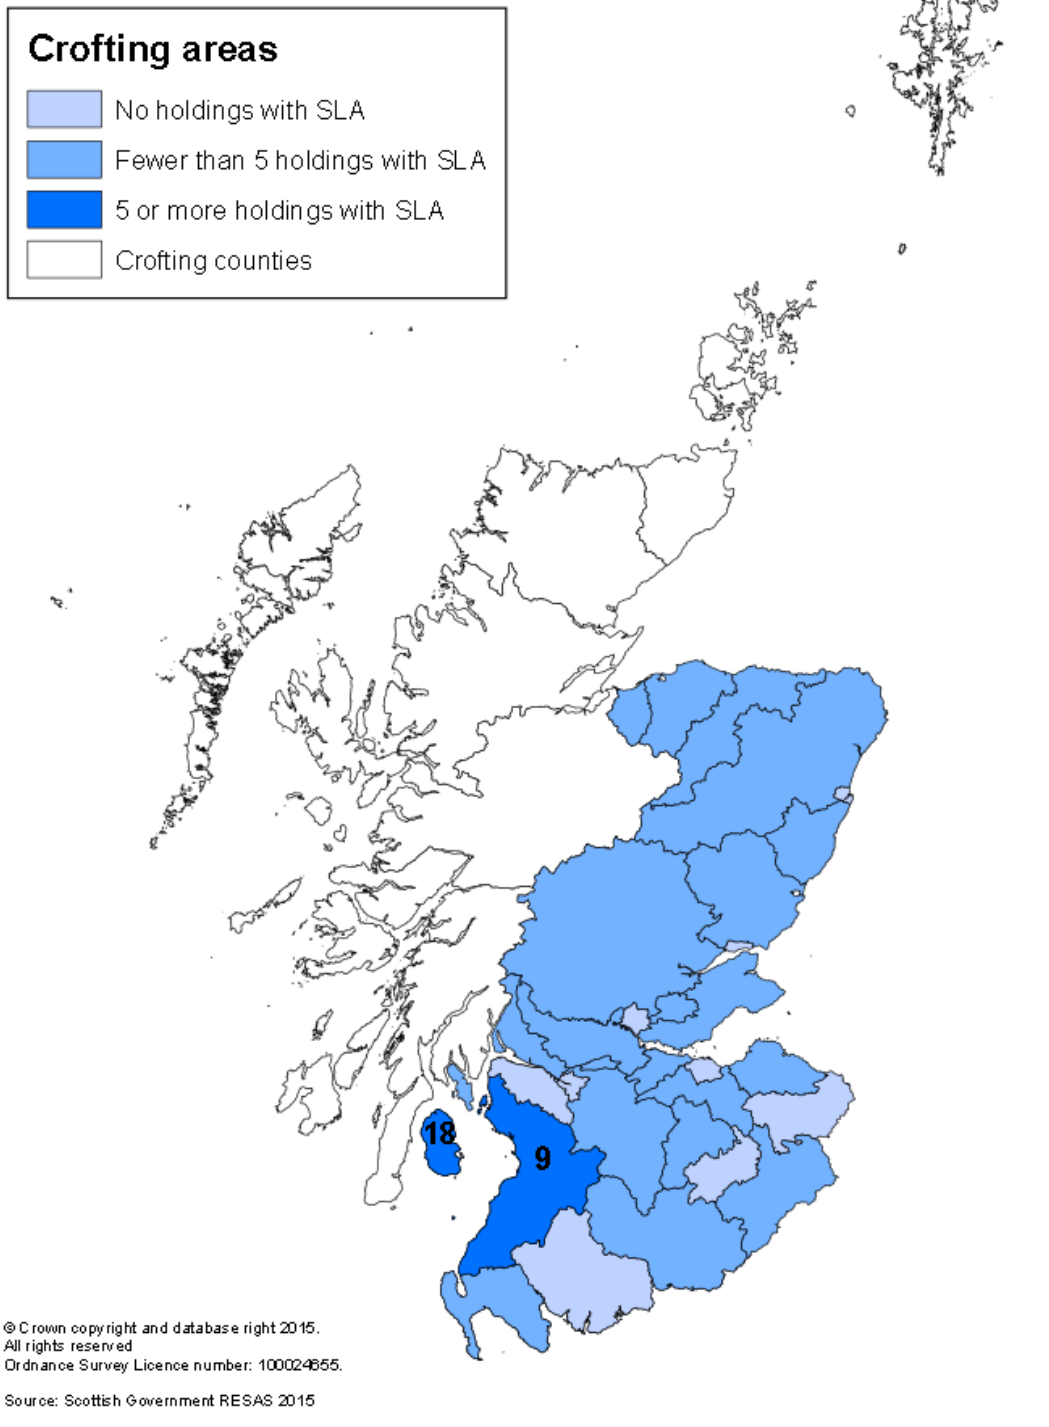 Crofting areas
No holdings with SLA
Fewer than 5 holdings with SLA
5 or more holdings with SLA
Crofting counties
18
9
© Crown copyright and database right 2015.
All rights reserved
Ordnance Survey Licence number: 100024655.
Source: Scottish Government RESAS 2015